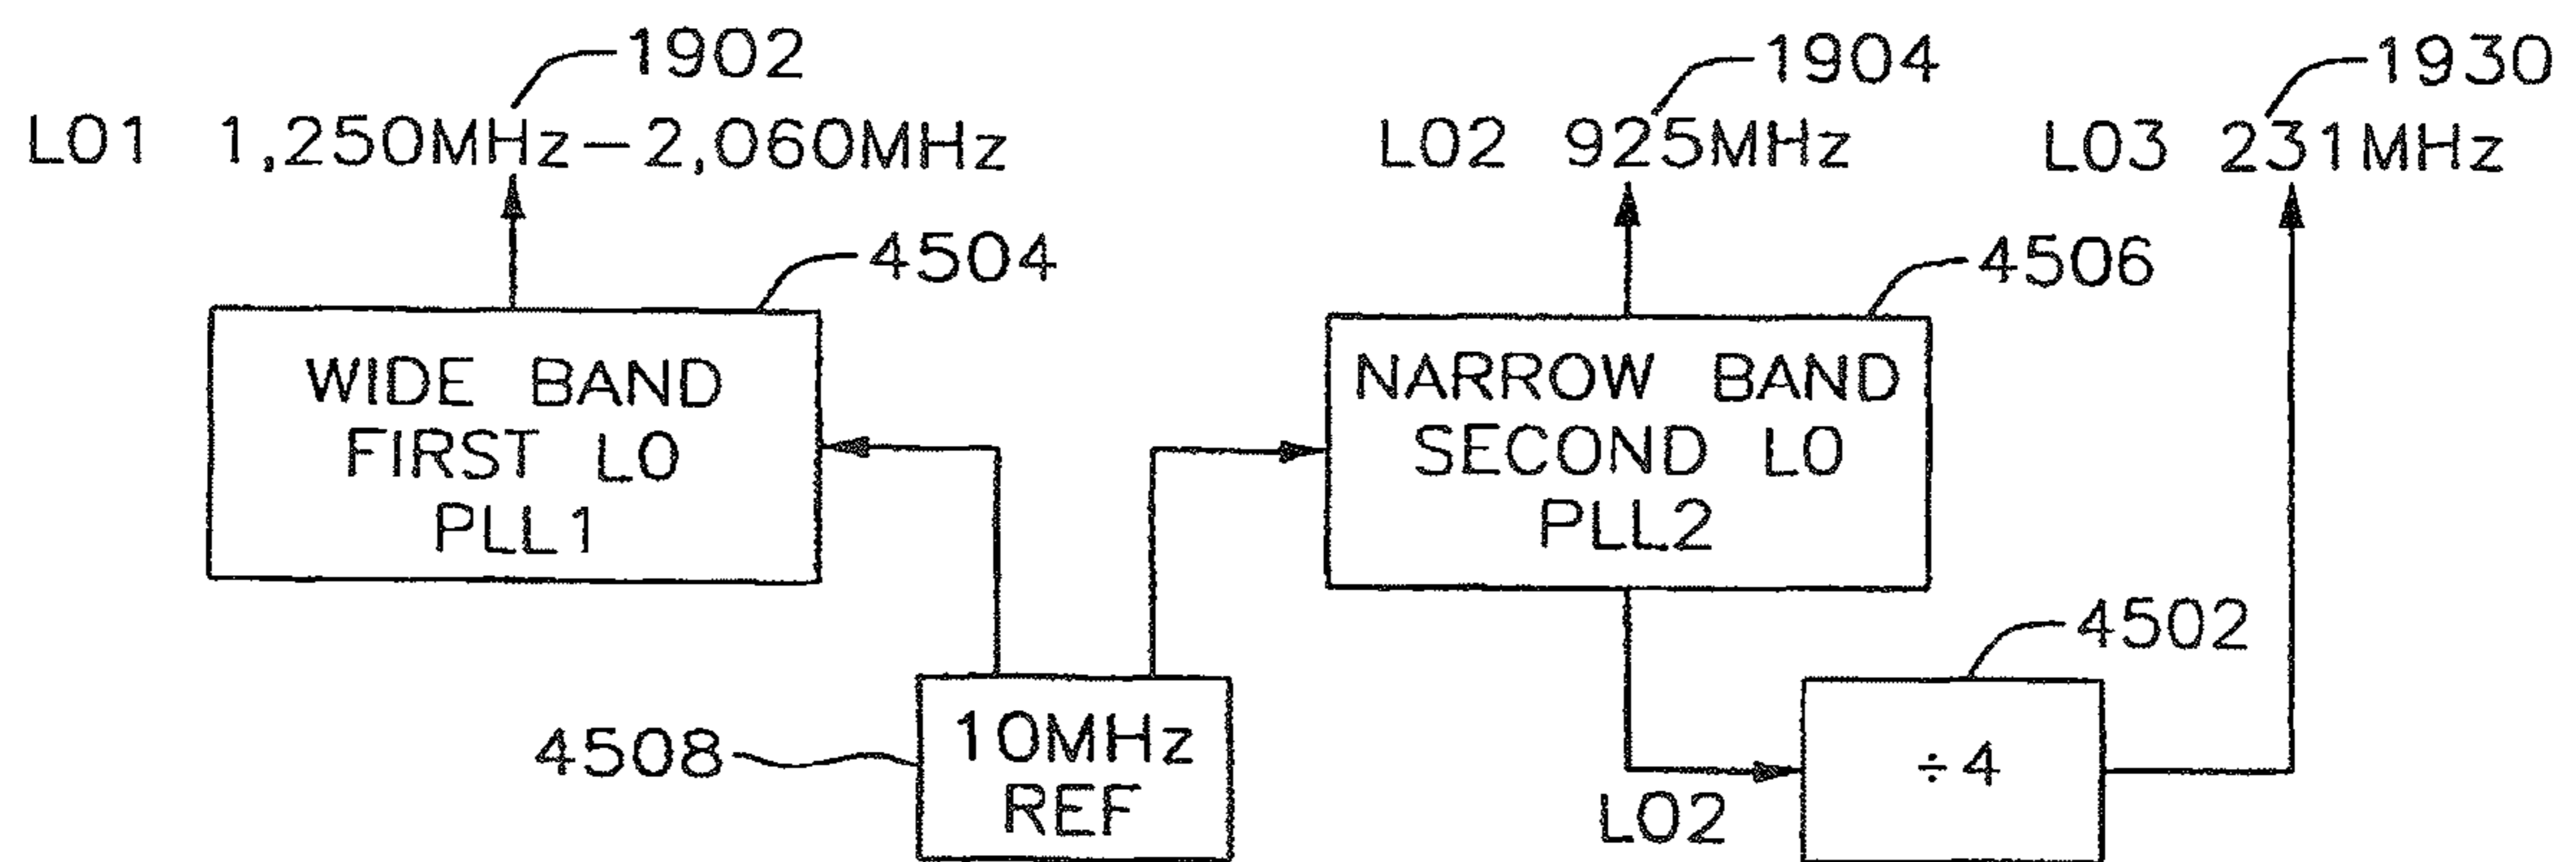 1902
1904
1930
LO1 1,250MHz-2,060MHz
LO2 925MHz
LO3 231MHz
4504
4506
WIDE BAND
FIRST LO
PLL1
NARROW BAND
SECOND LO
PLL2
4502
4508
10MHz
REF
÷4
LO2